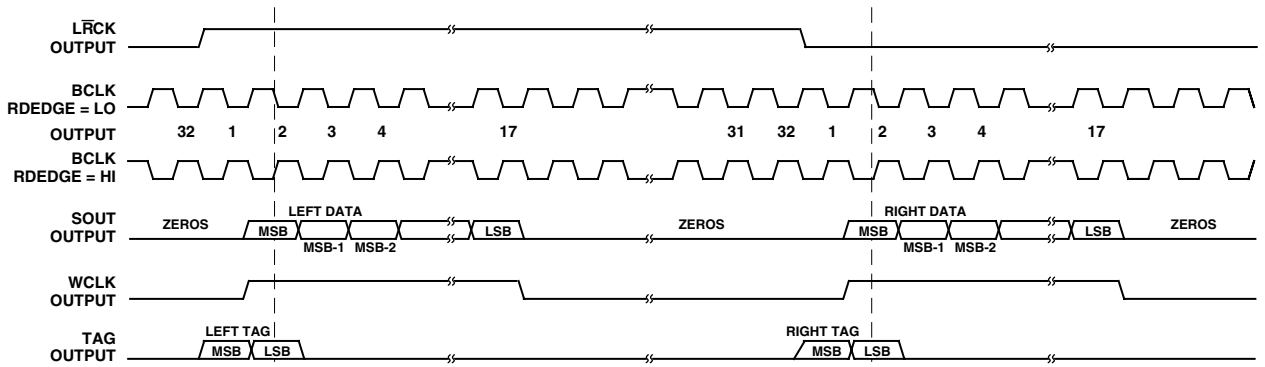 LRCK
OUTPUT
BCLK
RDEDGE = LO
OUTPUT 32 1 2 3 4 17 31 32 1 2 3 4 17
BCLK
RDEDGE = HI
SOUT
OUTPUT
ZEROS LEFT DATA ZEROS RIGHT DATA ZEROS
MSB LSB MSB LSB
MSB-1 MSB-2 MSB-1 MSB-2
WCLK
OUTPUT
TAG
OUTPUT
LEFT TAG RIGHT TAG
MSB LSB MSB LSB